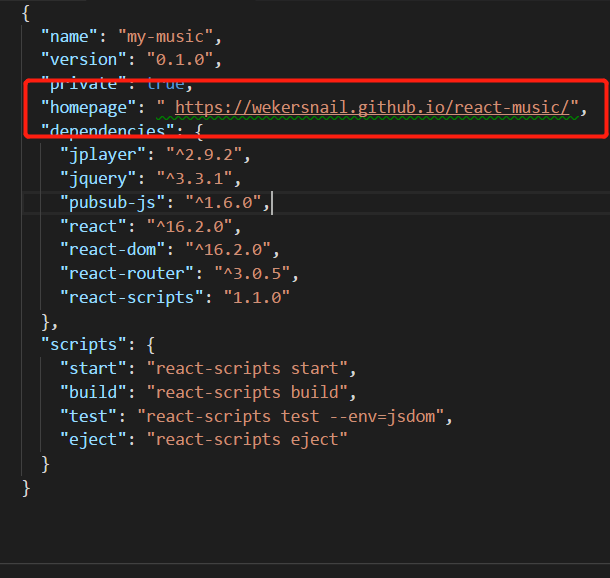 {
"name": "my-music",
"version": "0.1.0",
"private": true,
"homepage": " https://wekersnail.github.io/react-music/",
"dependencies": {
"jplayer": "^2.9.2",
"jquery": "^3.3.1",
"pubsub-js": "^1.6.0",
"react": "^16.2.0",
"react-dom": "^16.2.0",
"react-router": "^3.0.5",
"react-scripts": "1.1.0"
},
"scripts": {
"start": "react-scripts start",
"build": "react-scripts build",
"test": "react-scripts test --env=jsdom",
"eject": "react-scripts eject"
}
}